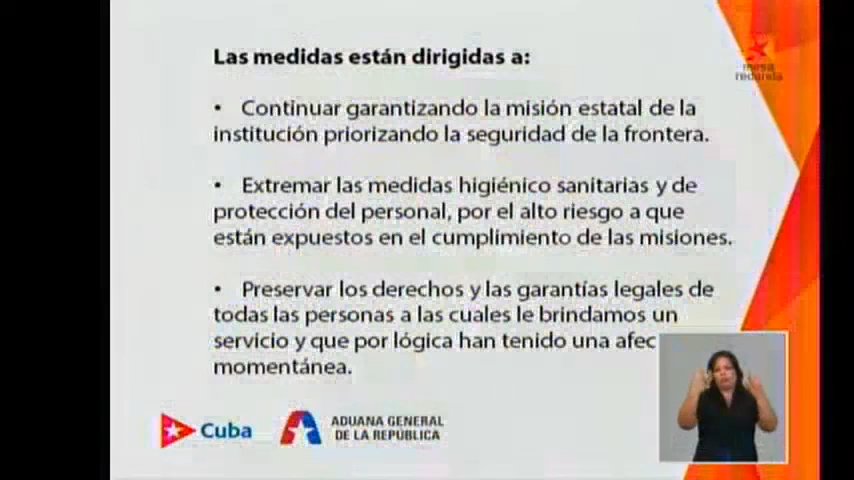 Las medidas están dirigidas a:
mesa
redonda
• Continuar garantizando la misión estatal de la
institución priorizando la seguridad de la frontera.
• Extremar las medidas higiénico sanitarias y de
protección del personal, por el alto riesgo a que
están expuestos en el cumplimiento de las misiones.
• Preservar los derechos y las garantías legales de
todas las personas a las cuales le brindamos un
servicio y que por lógica han tenido una afec
momentánea.
Cuba
ADUANA GENERAL
DE LA REPÚBLICA